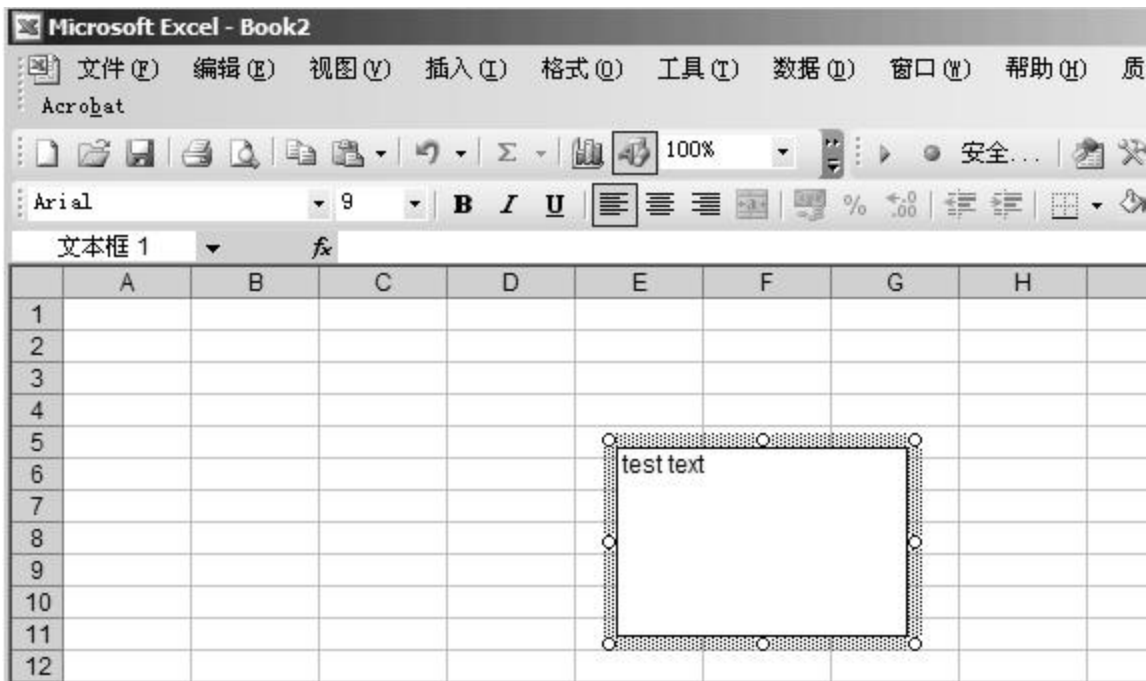 Microsoft Excel - Book2
文件(F) 编辑(E) 视图(V) 插入(I) 格式(O) 工具(T) 数据(D) 窗口(W) 帮助(H) 质
Acrobat
Σ 100% 安全...
Arial 9 B I U %
文本框 1 fx
A B C D E F G H
1
2
3
4
5
6 test text
7
8
9
10
11
12